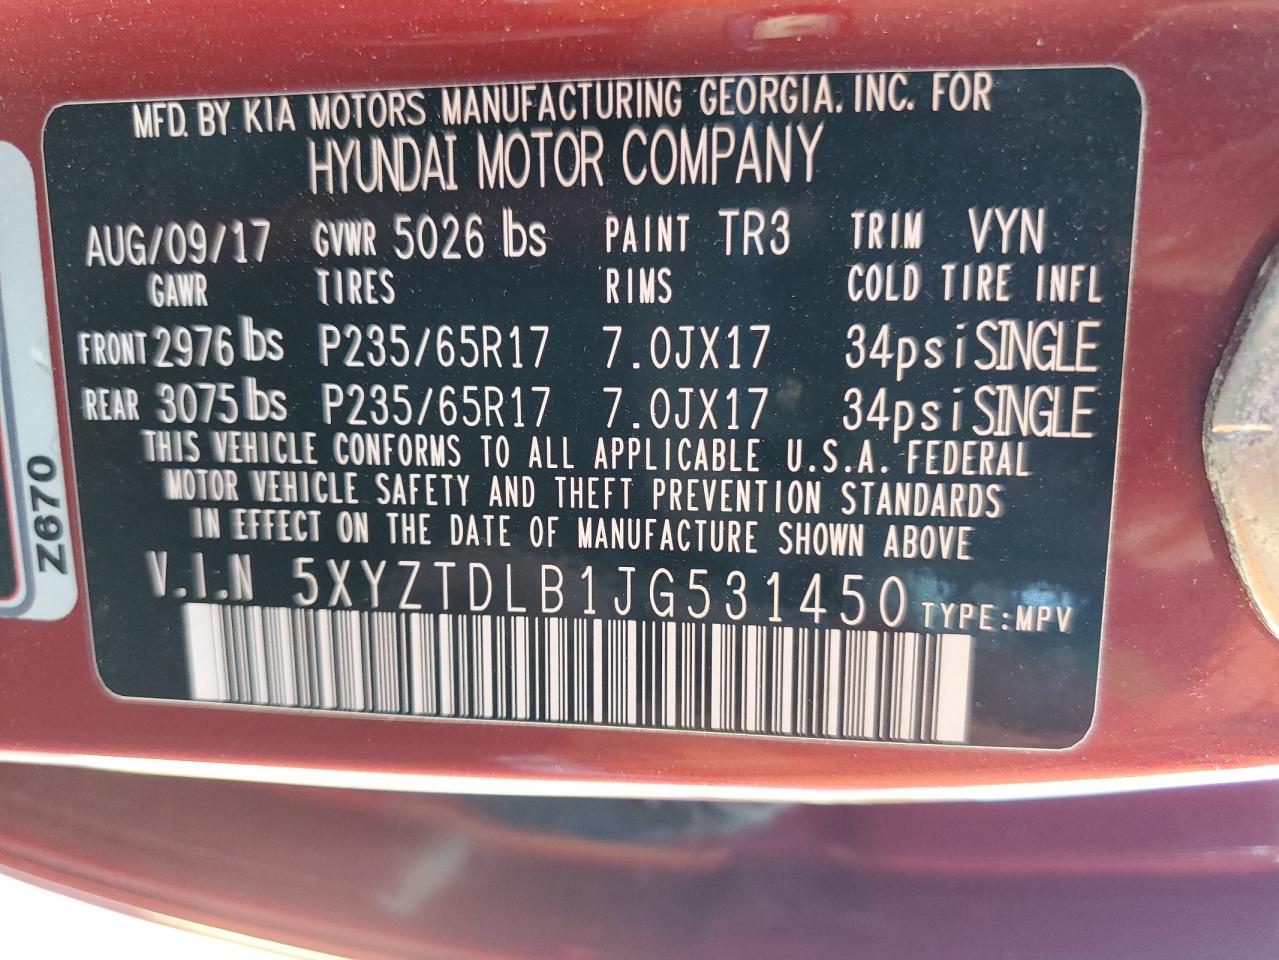 MFD. BY KIA MOTORS MANUFACTURING GEORGIA. INC. FOR
HYUNDAI MOTOR COMPANY
AUG/09/17 GVWR 5026 lbs PAINT TR3 TRIM VYN
GAWR TIRES RIMS COLD TIRE INFL
FRONT 2976 lbs P235/65R17 7.0JX17 34psi SINGLE
REAR 3075 lbs P235/65R17 7.0JX17 34psi SINGLE
THIS VEHICLE CONFORMS TO ALL APPLICABLE U.S.A. FEDERAL
MOTOR VEHICLE SAFETY AND THEFT PREVENTION STANDARDS
IN EFFECT ON THE DATE OF MANUFACTURE SHOWN ABOVE
V.I.N 5XYZTDLB1JG531450 TYPE:MPV
Z670